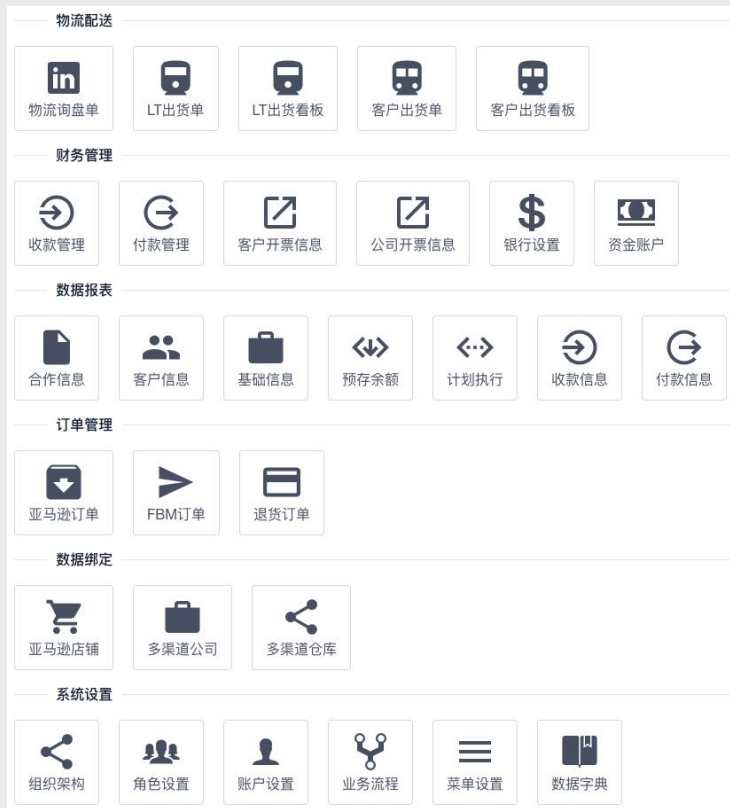 物流配送
物流询盘单 LT出货单 LT出货看板 客户出货单 客户出货看板
财务管理
收款管理 付款管理 客户开票信息 公司开票信息 银行设置 资金账户
数据报表
合作信息 客户信息 基础信息 预存余额 计划执行 收款信息 付款信息
订单管理
亚马逊订单 FBM订单 退货订单
数据绑定
亚马逊店铺 多渠道公司 多渠道仓库
系统设置
组织架构 角色设置 账户设置 业务流程 菜单设置 数据字典